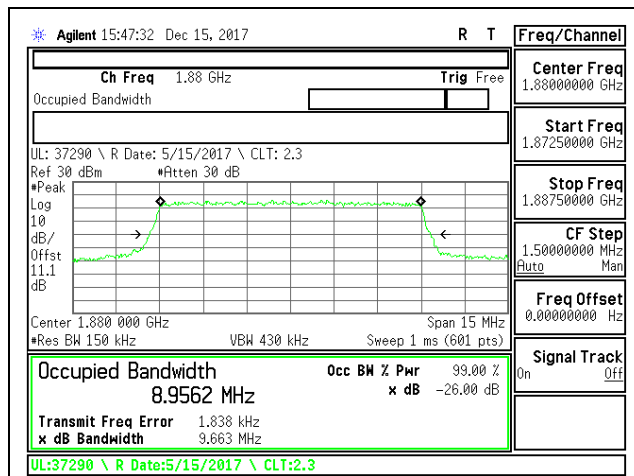 Agilent 15:47:32 Dec 15, 2017 R T
Freq/Channel
Ch Freq 1.88 GHz Trig Free
Occupied Bandwidth
Center Freq
1.88000000 GHz
Start Freq
1.87250000 GHz
Stop Freq
1.88750000 GHz
CF Step
1.50000000 MHz
Auto Man
Freq Offset
0.00000000 Hz
Signal Track
On Off
UL: 37290 \ R Date: 5/15/2017 \ CLT: 2.3
Ref 30 dBm #Atten 30 dB
#Peak
Log
10
dB/
Offst
11.1
dB
Center 1.880 000 GHz Span 15 MHz
#Res BW 150 kHz VBW 430 kHz Sweep 1 ms (601 pts)
Occupied Bandwidth Occ BW % Pwr 99.00 %
8.9562 MHz x dB -26.00 dB
Transmit Freq Error 1.838 kHz
x dB Bandwidth 9.663 MHz
UL:37290 \ R Date:5/15/2017 \ CLT:2.3